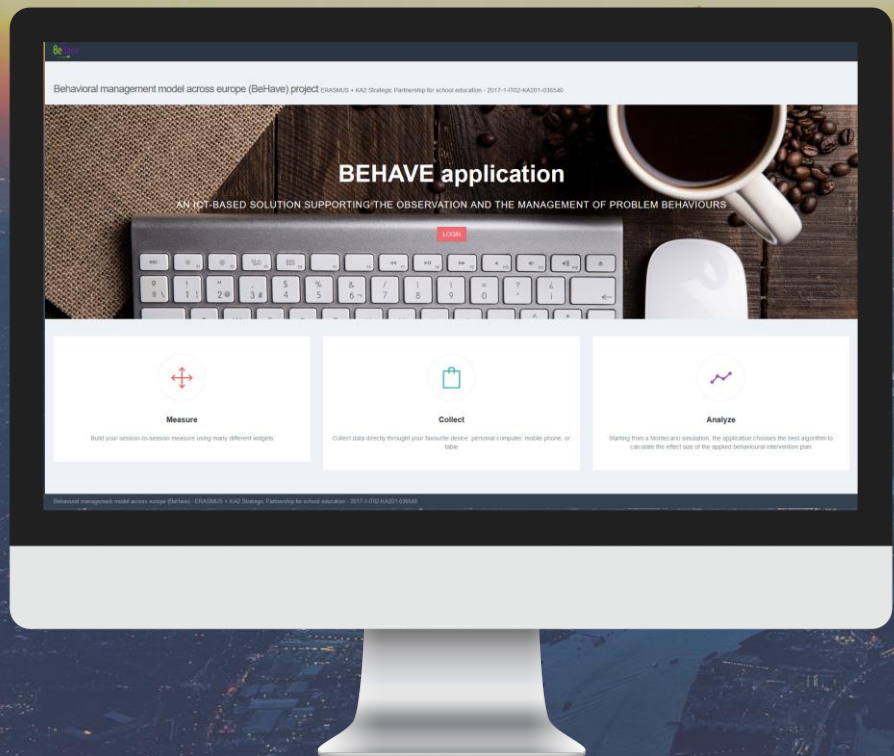 BeHave
Behavioral management model across europe (BeHave) project ERASMUS + KA2 Strategic Partnership for school education - 2017-1-IT02-KA201-036540
BEHAVE application
AN ICT-BASED SOLUTION SUPPORTING THE OBSERVATION AND THE MANAGEMENT OF PROBLEM BEHAVIOURS
LOGIN
Measure
Build your session-to-session measure using many different widgets
Collect
Collect data directly throught your favourite device: personal computer, mobile phone, or
table
Analyze
Starting from a Montecarlo simulation, the application chooses the best algorithm to
calculate the effect size of the applied behavioural intervention plan
Behavioral management model across europe (BeHave) - ERASMUS + KA2 Strategic Partnership for school education - 2017-1-IT02-KA201-036540